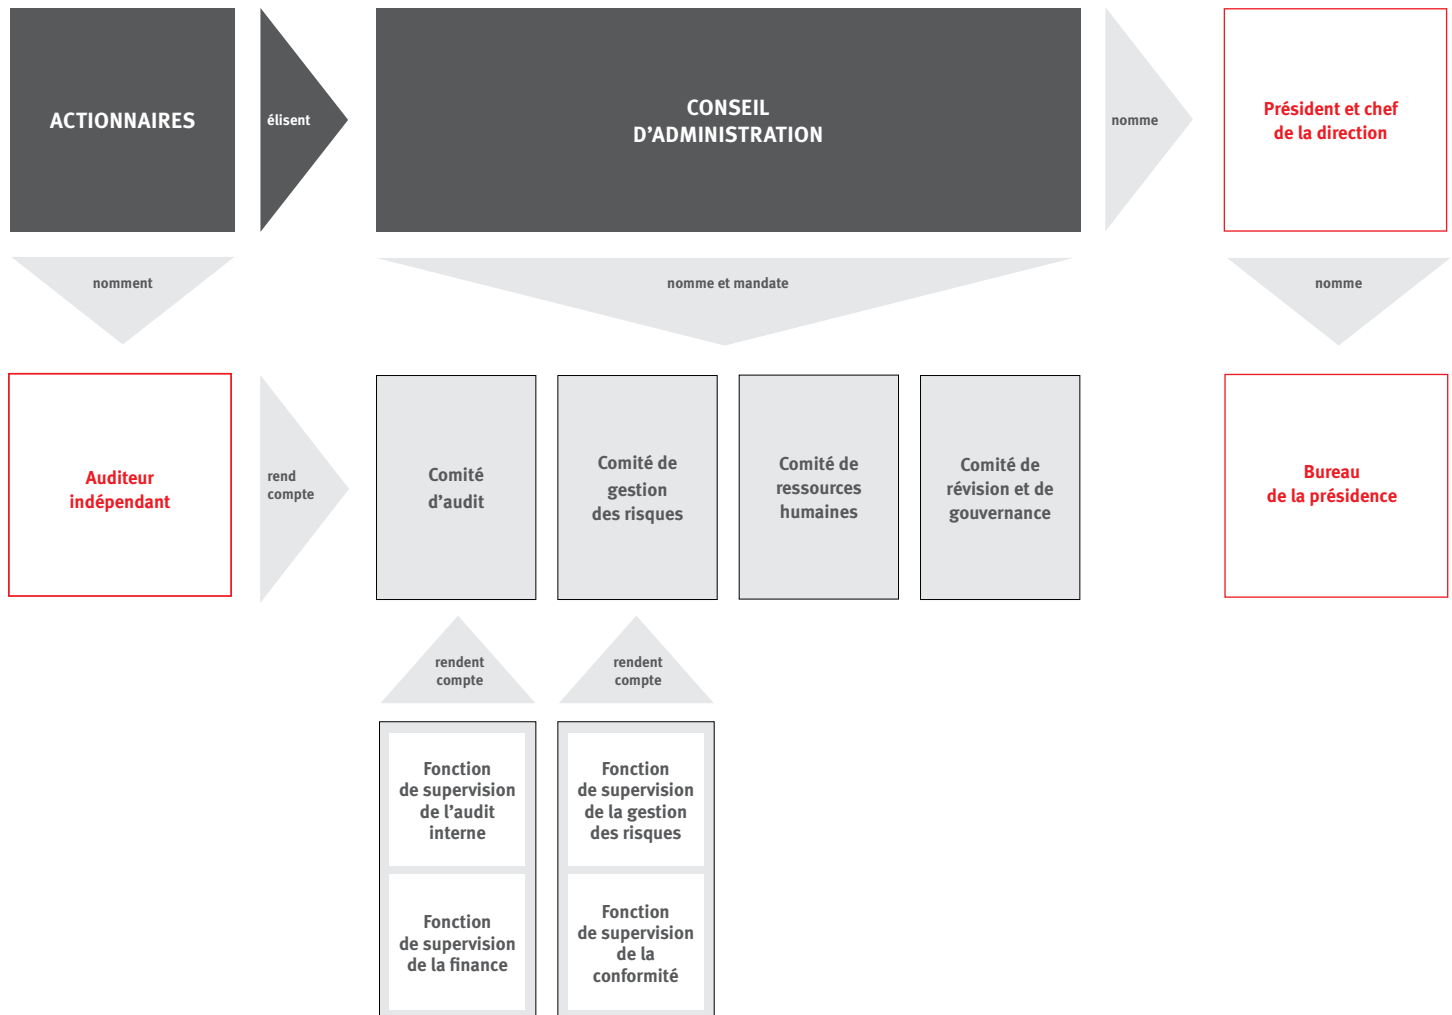 ACTIONNAIRES
élisent
CONSEIL
D'ADMINISTRATION
nomme
Président et chef
de la direction
nomment
nomme et mandate
nomme
Auditeur
indépendant
rend
compte
Comité
d'audit
Comité de
gestion
des risques
Comité de
ressources
humaines
Comité de
révision et de
gouvernance
Bureau
de la présidence
rendent
compte
rendent
compte
Fonction
de supervision
de l'audit
interne
Fonction
de supervision
de la gestion
des risques
Fonction
de supervision
de la finance
Fonction
de supervision
de la
conformité